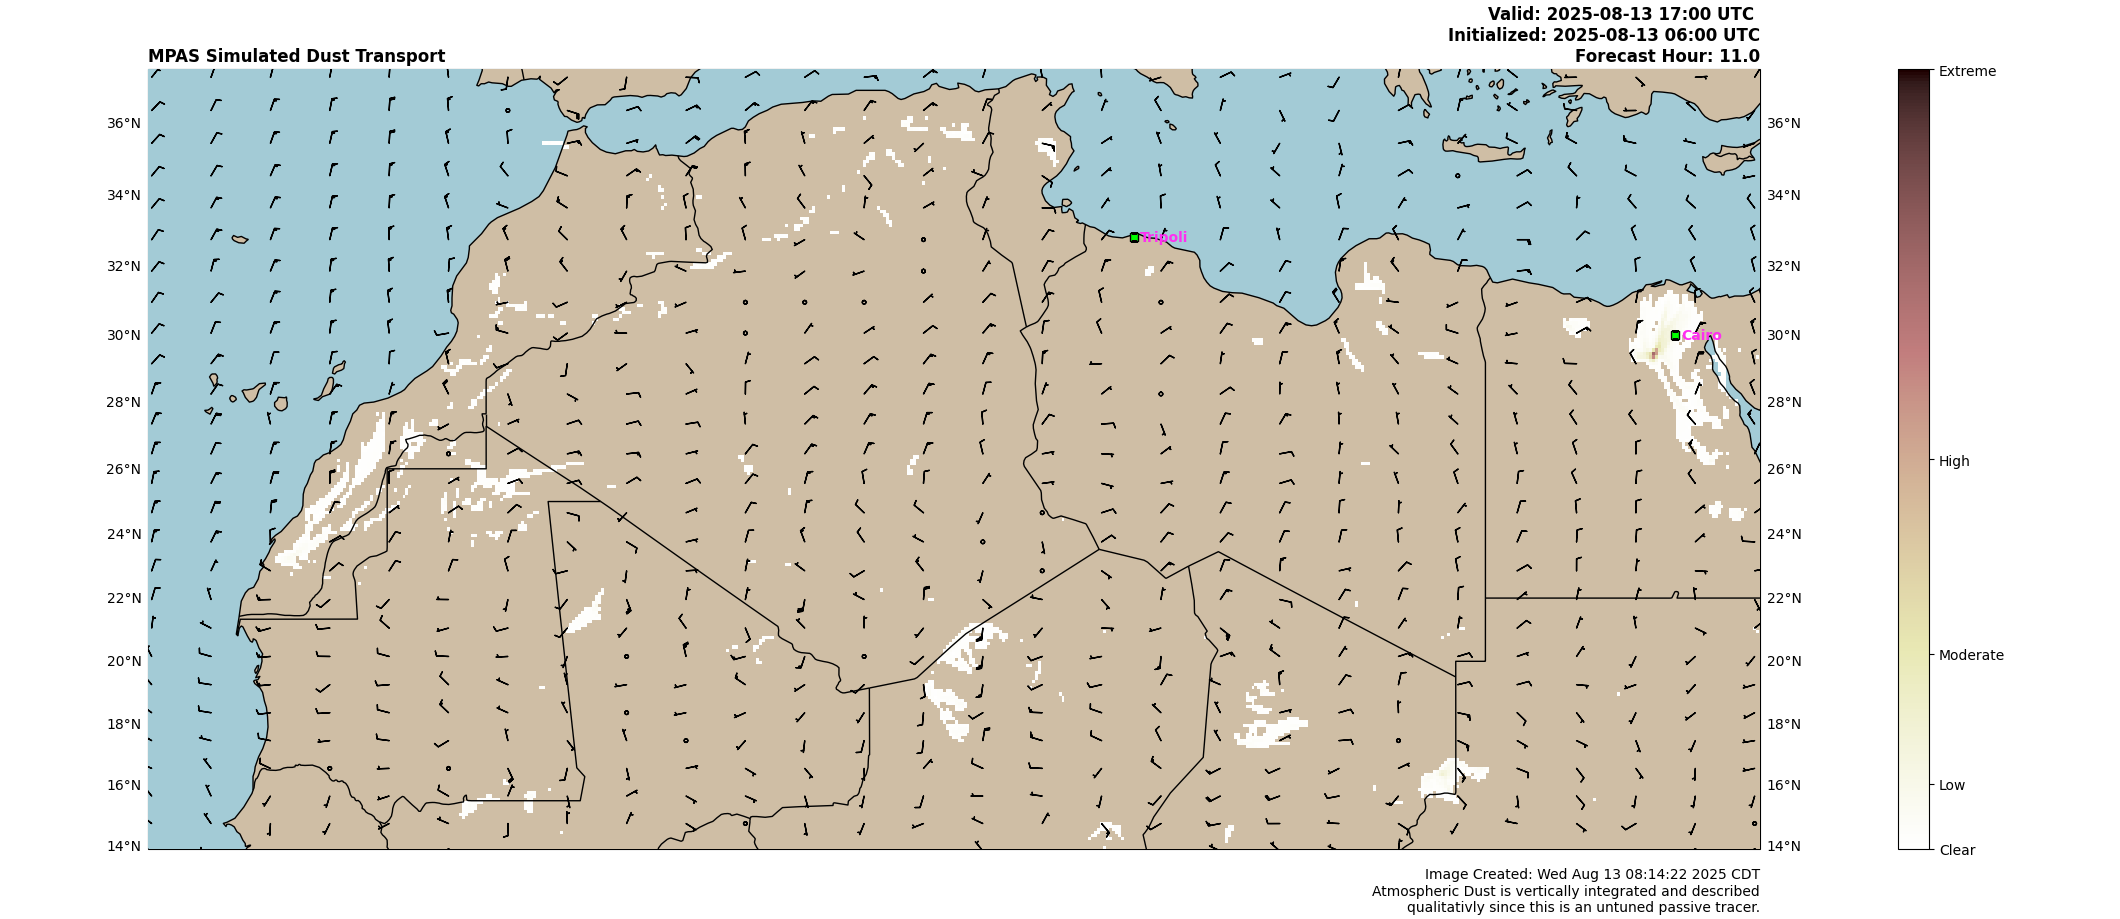 Valid: 2025-08-13 17:00 UTC
Initialized: 2025-08-13 06:00 UTC
MPAS Simulated Dust Transport
Forecast Hour: 11.0
Extreme
36°N
36°N
34°N
34°N
Tripoli
32°N
32°N
30°N
Cairo
30°N
28°N
28°N
High
26°N
26°N
24°N
24°N
22°N
22°N
Moderate
20°N
20°N
18°N
18°N
16°N
16°N
Low
14°N
14°N
Clear
Image Created: Wed Aug 13 08:14:22 2025 CDT
Atmospheric Dust is vertically integrated and described
qualitativly since this is an untuned passive tracer.